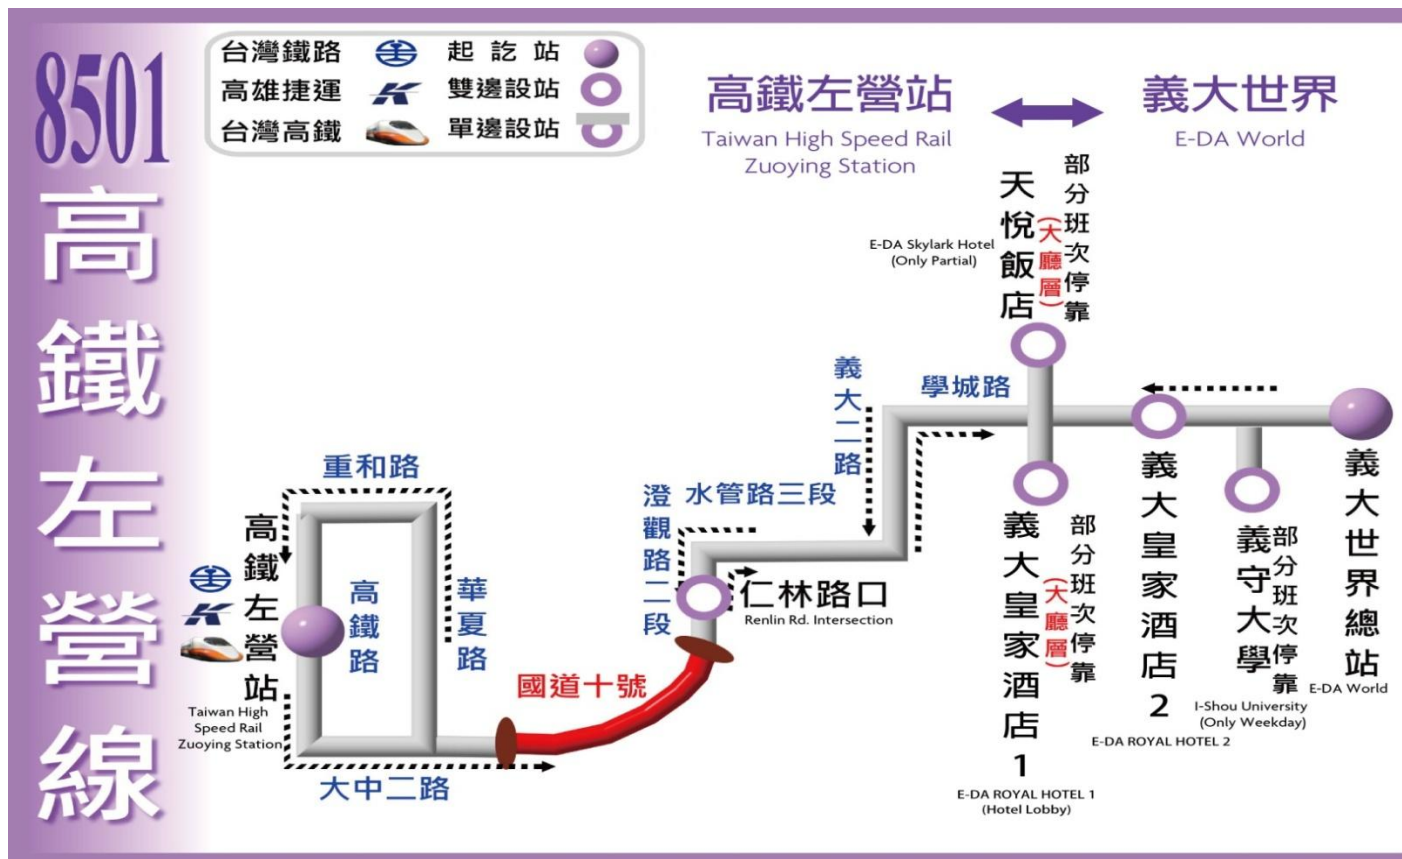 8501
高鐵左營線
台灣鐵路
起訖站
高雄捷運
雙邊設站
台灣高鐵
單邊設站
高鐵左營站
Taiwan High Speed Rail
Zuoying Station
義大世界
E-DA World
天悅飯店
(大廳層)
部分班次停靠
E-DA Skylark Hotel
(Only Partial)
義大二路
學城路
重和路
澄觀路二段
水管路三段
高鐵左營站
高鐵路
華夏路
仁林路口
Renlin Rd. Intersection
國道十號
Taiwan High
Speed Rail
Zuoying Station
大中二路
義大皇家酒店1
(大廳層)
部分班次停靠
E-DA ROYAL HOTEL 1
(Hotel Lobby)
義大皇家酒店2
E-DA ROYAL HOTEL 2
義守大學
部分班次停靠
I-Shou University
(Only Weekday)
義大世界總站
E-DA World